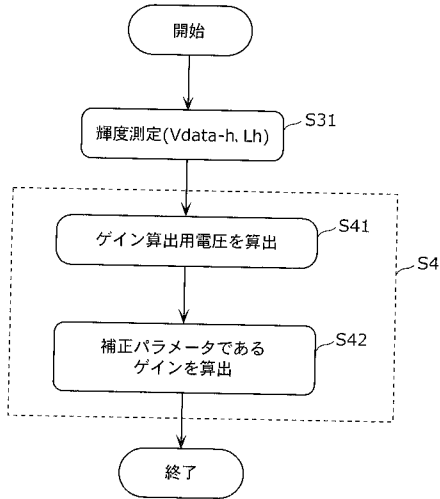 開始
輝度測定(Vdata-h、Lh)
S31
ゲイン算出用電圧を算出
S41
S4
補正パラメータである
ゲインを算出
S42
終了